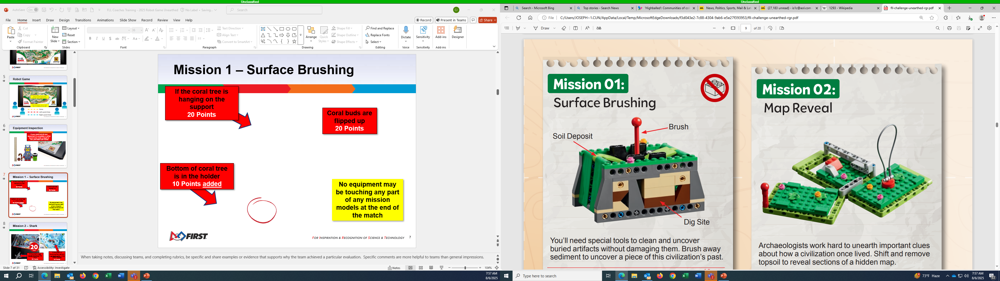 Unclassified
AutoSave On
FLL Coaches Training - 2025 Robot Game Unearthed
No Label • Saving...
Search
CJ
File Home Insert Draw Design Transitions Animations Slide Show Record Review View Help
Record
Present in Teams
Share
Paste
Cut
Copy
Format Painter
Clipboard
New Slide
Layout
Reset
Section
Slides
36
Font
Paragraph
Text Direction
Align Text
Convert to SmartArt
Arrange
Quick Styles
Shape Fill
Shape Outline
Shape Effects
Drawing
Find and Replace
Replace Fonts
Select
Editing
Dictate
Voice
Sensitivity
Sensitivity
Add-ins
Add-ins
Designer
5
Robot Game
6
Equipment Inspection
7
Mission 1 – Surface Brushing
8
Mission 2 – Shark
20
Mission 1 – Surface Brushing
If the coral tree is
hanging on the
support
20 Points
Coral buds are
flipped up
20 Points
Bottom of coral tree
is in the holder
10 Points added
No equipment may
be touching any part
of any mission
models at the end of
the match
FIRST
FOR INSPIRATION & RECOGNITION OF SCIENCE & TECHNOLOGY
7
When taking notes, discussing teams, and completing rubrics, be specific and share examples or evidence that supports why the team achieved a particular evaluation. Specific comments are more helpful to teams than general impressions.
Slide 7 of 31
Accessibility: Investigate
Notes
104%
7:57 AM
8/6/2025
Unclassified
Search - Microsoft Bing
Top stories - Search News
'Highballed': Communities of col
News, Politics, Sports, Mail & Lat
(27,183 unread) - is1c@aol.com
1293 - Wikipedia
fll-challenge-unearthed-rgr.pdf
File
C:/Users/JOSEPH~1.CUN/AppData/Local/Temp/MicrosoftEdgeDownloads/f3d043e2-7c88-4304-9ab6-e5e27f393953/fll-challenge-unearthed-rgr.pdf
Draw
9 of 20
Mission 01:
Surface Brushing
Brush
Soil Deposit
Dig Site
You'll need special tools to clean and uncover
buried artifacts without damaging them. Brush away
sediment to uncover a piece of this civilization's past.
Mission 02:
Map Reveal
Archaeologists work hard to unearth important clues
about how a civilization once lived. Shift and remove
topsoil to reveal sections of a hidden map.
Type here to search
73°F Haze
7:57 AM
8/6/2025
22